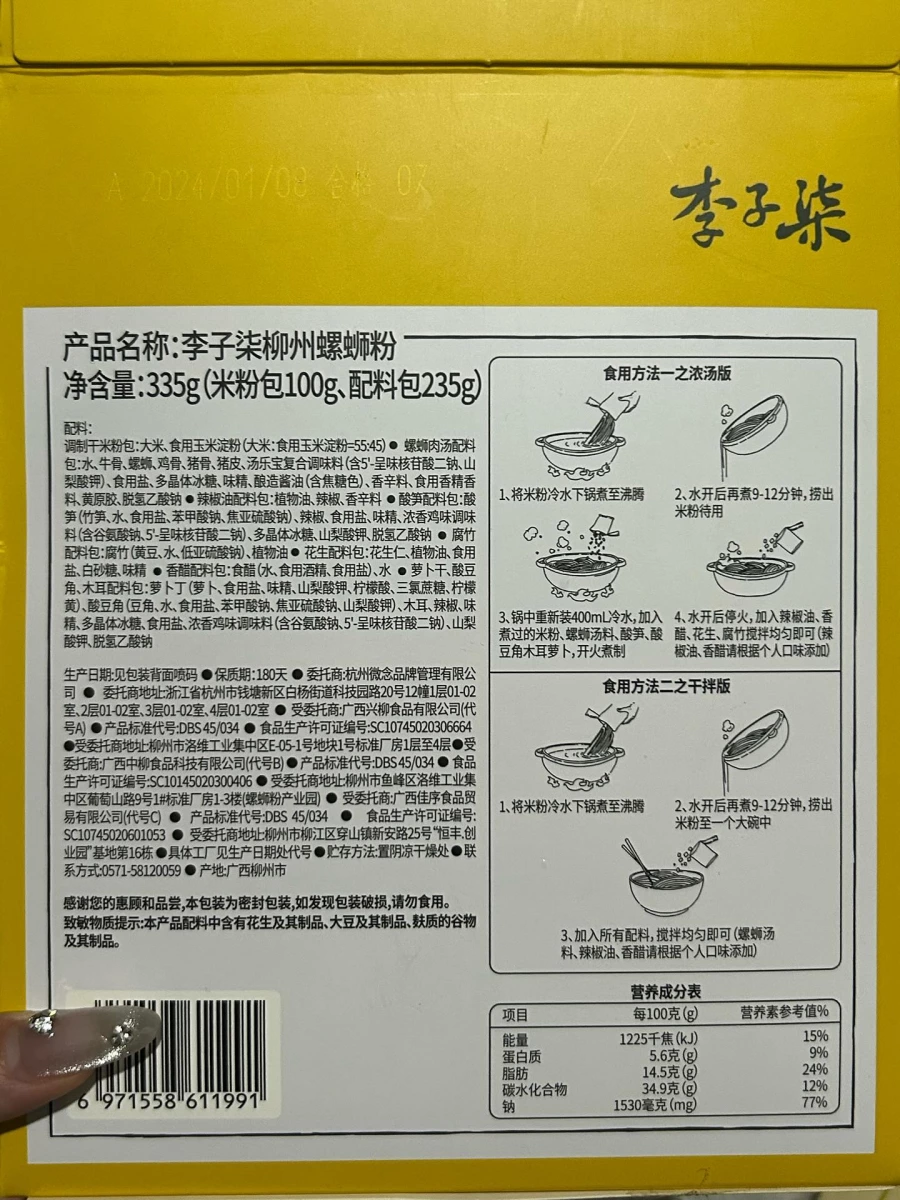 A 2024/01/08 合格 03
李子柒
产品名称:李子柒柳州螺蛳粉
净含量:335g(米粉包100g、配料包235g)
配料:
调制干米粉包:大米、食用玉米淀粉(大米:食用玉米淀粉=55:45) ● 螺蛳肉汤配料
包:水、牛骨、螺蛳、鸡骨、猪骨、猪皮、汤乐宝复合调味料(含5'-呈味核苷酸二钠、山
梨酸钾)、食用盐、多晶体冰糖、味精、酿造酱油(含焦糖色)、香辛料、食用香精香
料、黄原胶、脱氢乙酸钠 ● 辣椒油配料包:植物油、辣椒、香辛料 ● 酸笋配料包:酸
笋(竹笋、水、食用盐、苯甲酸钠、焦亚硫酸钠)、辣椒、食用盐、味精、浓香鸡味调味
料(含谷氨酸钠、5'-呈味核苷酸二钠)、多晶体冰糖、山梨酸钾、脱氢乙酸钠 ● 腐竹
配料包:腐竹(黄豆、水、低亚硫酸钠)、植物油 ● 花生配料包:花生仁、植物油、食用
盐、白砂糖、味精 ● 香醋配料包:食醋(水、食用酒精、食用盐)、水 ● 萝卜干、酸豆
角、木耳配料包:萝卜丁(萝卜、食用盐、味精、山梨酸钾、柠檬酸、三氯蔗糖、柠檬
黄)、酸豆角(豆角、水、食用盐、苯甲酸钠、焦亚硫酸钠、山梨酸钾)、木耳、辣椒、味
精、多晶体冰糖、食用盐、浓香鸡味调味料(含谷氨酸钠、5'-呈味核苷酸二钠)、山梨
酸钾、脱氢乙酸钠
生产日期:见包装背面喷码 ● 保质期:180天 ● 委托商:杭州微念品牌管理有限公
司 ● 委托商地址:浙江省杭州市钱塘新区白杨街道科技园路20号12幢1层01-02
室、2层01-02室、3层01-02室、4层01-02室 ● 受委托商:广西兴柳食品有限公司(代
号A) ● 产品标准代号:DBS 45/034 ● 食品生产许可证编号:SC10745020306664
●受委托商地址:柳州市洛维工业集中区E-05-1号地块1号标准厂房1层至4层●受
委托商:广西中柳食品科技有限公司(代号B) ● 产品标准代号:DBS 45/034 ● 食品
生产许可证编号:SC10145020300406 ● 受委托商地址:柳州市鱼峰区洛维工业集
中区葡萄山路9号1#标准厂房1-3楼(螺蛳粉产业园) ● 受委托商:广西佳序食品贸
易有限公司(代号C) ● 产品标准代号:DBS 45/034 ● 食品生产许可证编号:
SC10745020601053 ● 受委托商地址:柳州市柳江区穿山镇新安路25号“恒丰.创
业园”基地第16栋 ●具体工厂见生产日期处代号 ●贮存方法:置阴凉干燥处 ●联
系方式:0571-58120059 ● 产地:广西柳州市
感谢您的惠顾和品尝,本包装为密封包装,如发现包装破损,请勿食用。
致敏物质提示:本产品配料中含有花生及其制品、大豆及其制品、麸质的谷物
及其制品。
6 971558 611991
食用方法一之浓汤版
1、将米粉冷水下锅煮至沸腾
2、水开后再煮9-12分钟,捞出
米粉待用
3、锅中重新装400mL冷水,加入
煮过的米粉、螺蛳汤料、酸笋、酸
豆角木耳萝卜,开火煮制
4、水开后停火,加入辣椒油、香
醋、花生、腐竹搅拌均匀即可(辣
椒油、香醋请根据个人口味添加)
食用方法二之干拌版
1、将米粉冷水下锅煮至沸腾
2、水开后再煮9-12分钟,捞出
米粉至一个大碗中
3、加入所有配料,搅拌均匀即可(螺蛳汤
料、辣椒油、香醋请根据个人口味添加)
营养成分表
项目 每100克(g) 营养素参考值%
能量 1225千焦(kJ) 15%
蛋白质 5.6克(g) 9%
脂肪 14.5克(g) 24%
碳水化合物 34.9克(g) 12%
钠 1530毫克(mg) 77%